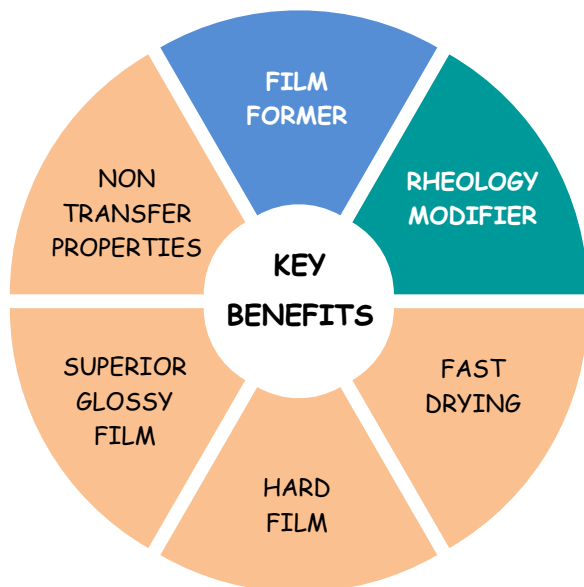 FILM
FORMER
RHEOLOGY
MODIFIER
FAST
DRYING
HARD
FILM
SUPERIOR
GLOSSY
FILM
NON
TRANSFER
PROPERTIES
KEY
BENEFITS